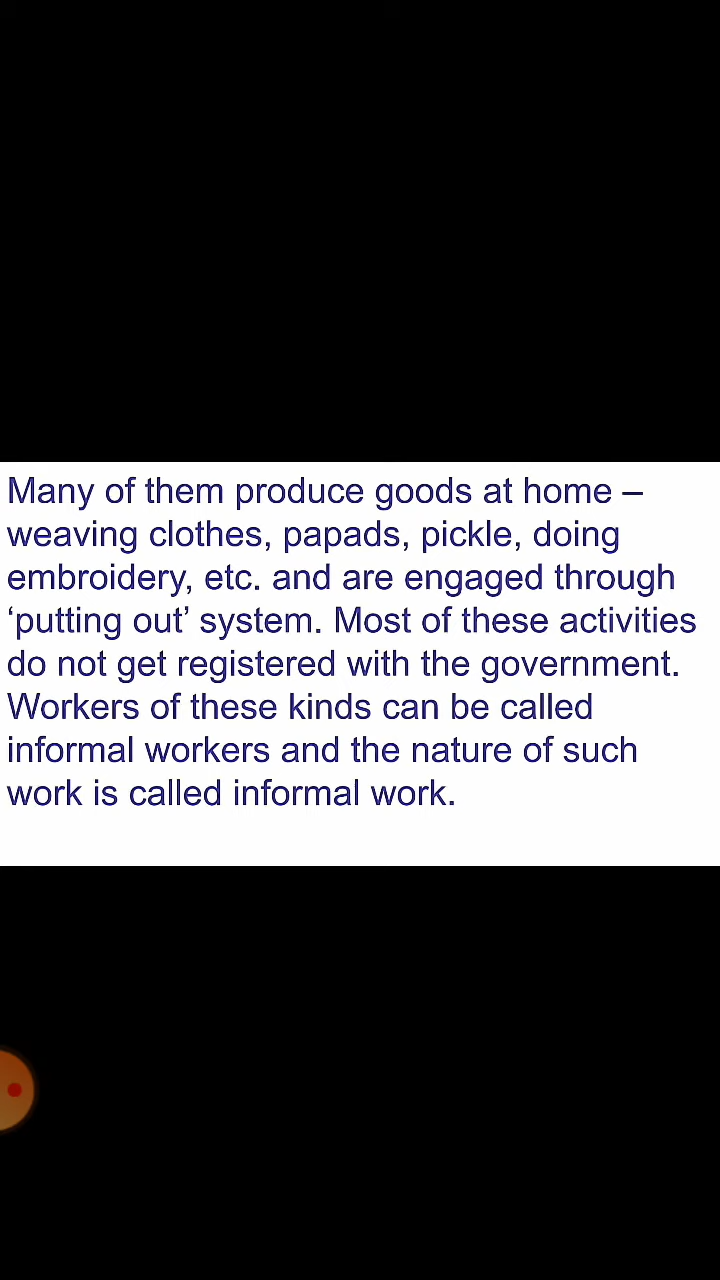 Many of them produce goods at home –
weaving clothes, papads, pickle, doing
embroidery, etc. and are engaged through
‘putting out’ system. Most of these activities
do not get registered with the government.
Workers of these kinds can be called
informal workers and the nature of such
work is called informal work.